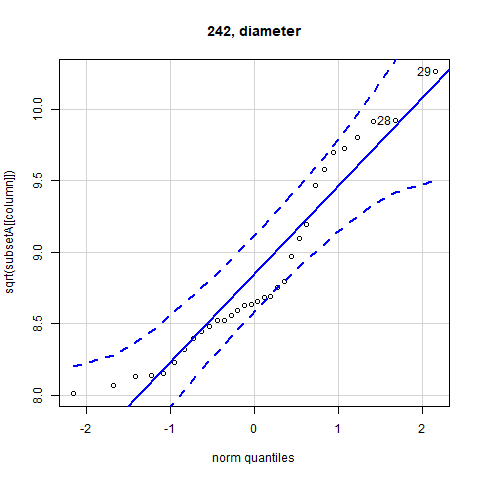 242, diameter
sqrt(subsetA[[column]])
10.0
9.5
9.0
8.5
8.0
29
28
-2 -1 0 1 2
norm quantiles